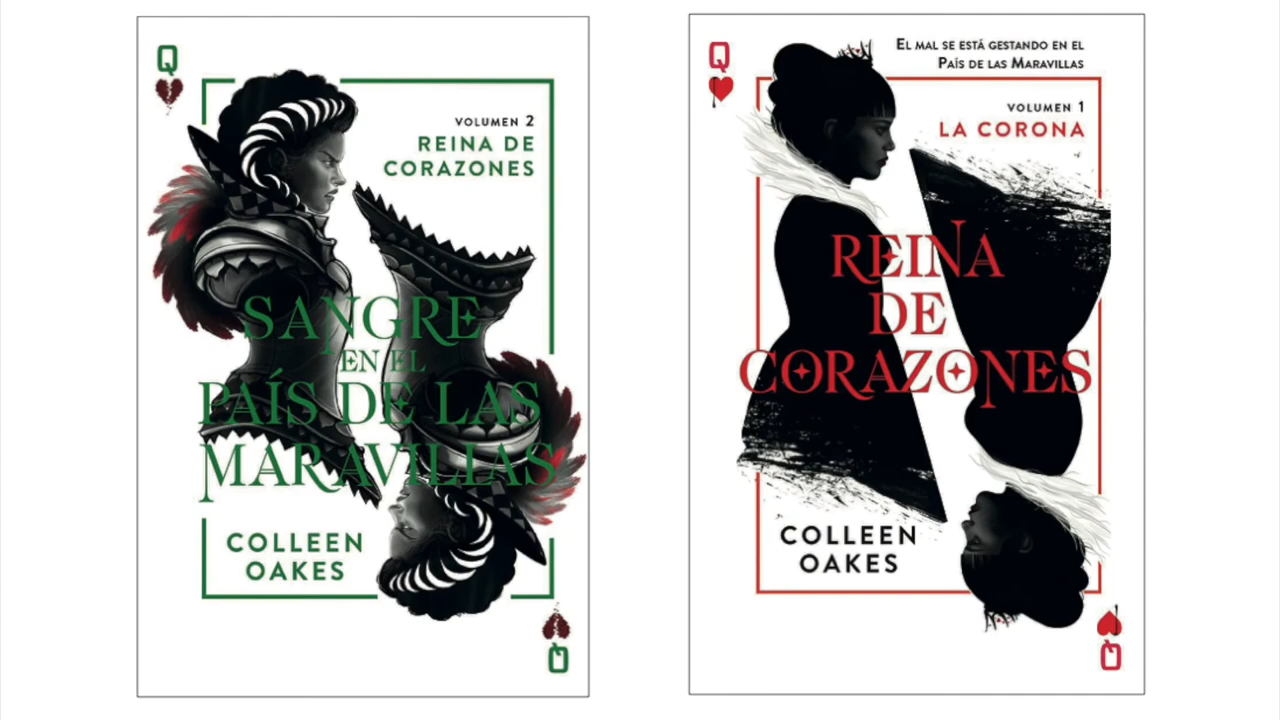 Q
VOLUMEN 2
REINA DE
CORAZONES
SANGRE
EN EL
PAÍS DE LAS
MARAVILLAS
COLLEEN
OAKES
Q
Q
EL MAL SE ESTÁ GESTANDO EN EL
PAÍS DE LAS MARAVILLAS
VOLUMEN 1
LA CORONA
REINA
DE
CORAZONES
COLLEEN
OAKES
Q